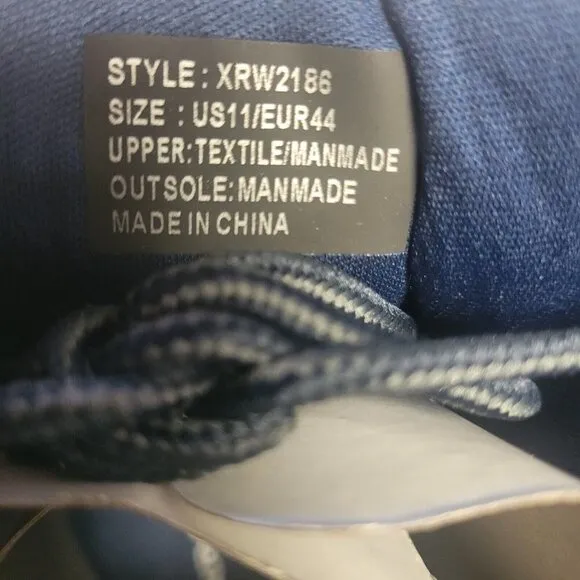 STYLE: XRW2186
SIZE : US11/EUR44
UPPER:TEXTILE/MANMADE
OUTSOLE:MANMADE
MADE IN CHINA